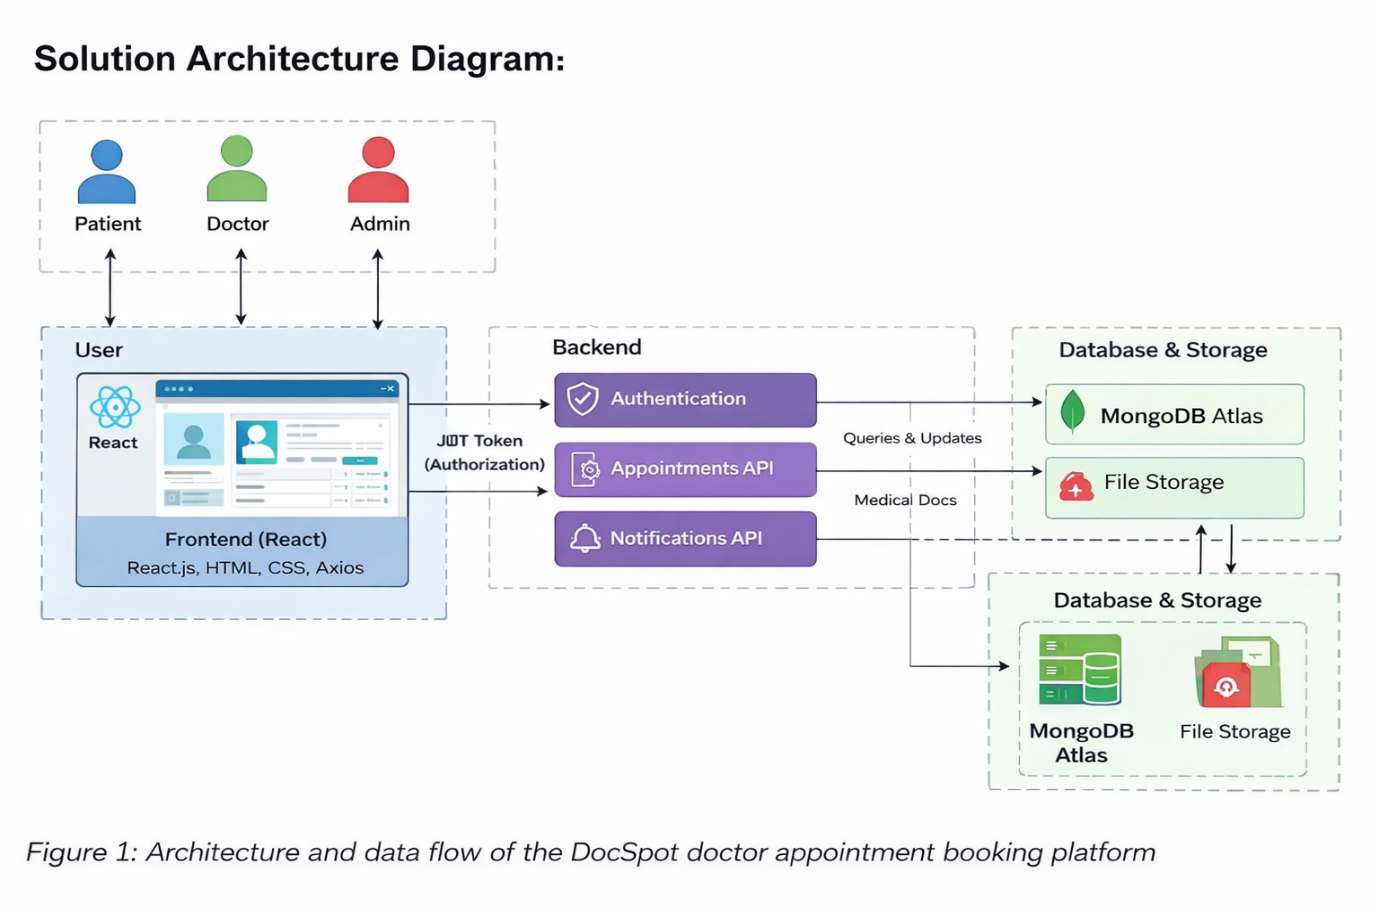 Solution Architecture Diagram:
Patient
Doctor
Admin
User
React
Frontend (React)
React.js, HTML, CSS, Axios
Token
(Authorization)
Backend
Authentication
Appointments API
Notifications API
Queries & Updates
Medical Docs
Database & Storage
MongoDB Atlas
File Storage
Database & Storage
MongoDB
Atlas
File Storage
Figure 1: Architecture and data flow of the DocSpot doctor appointment booking platform